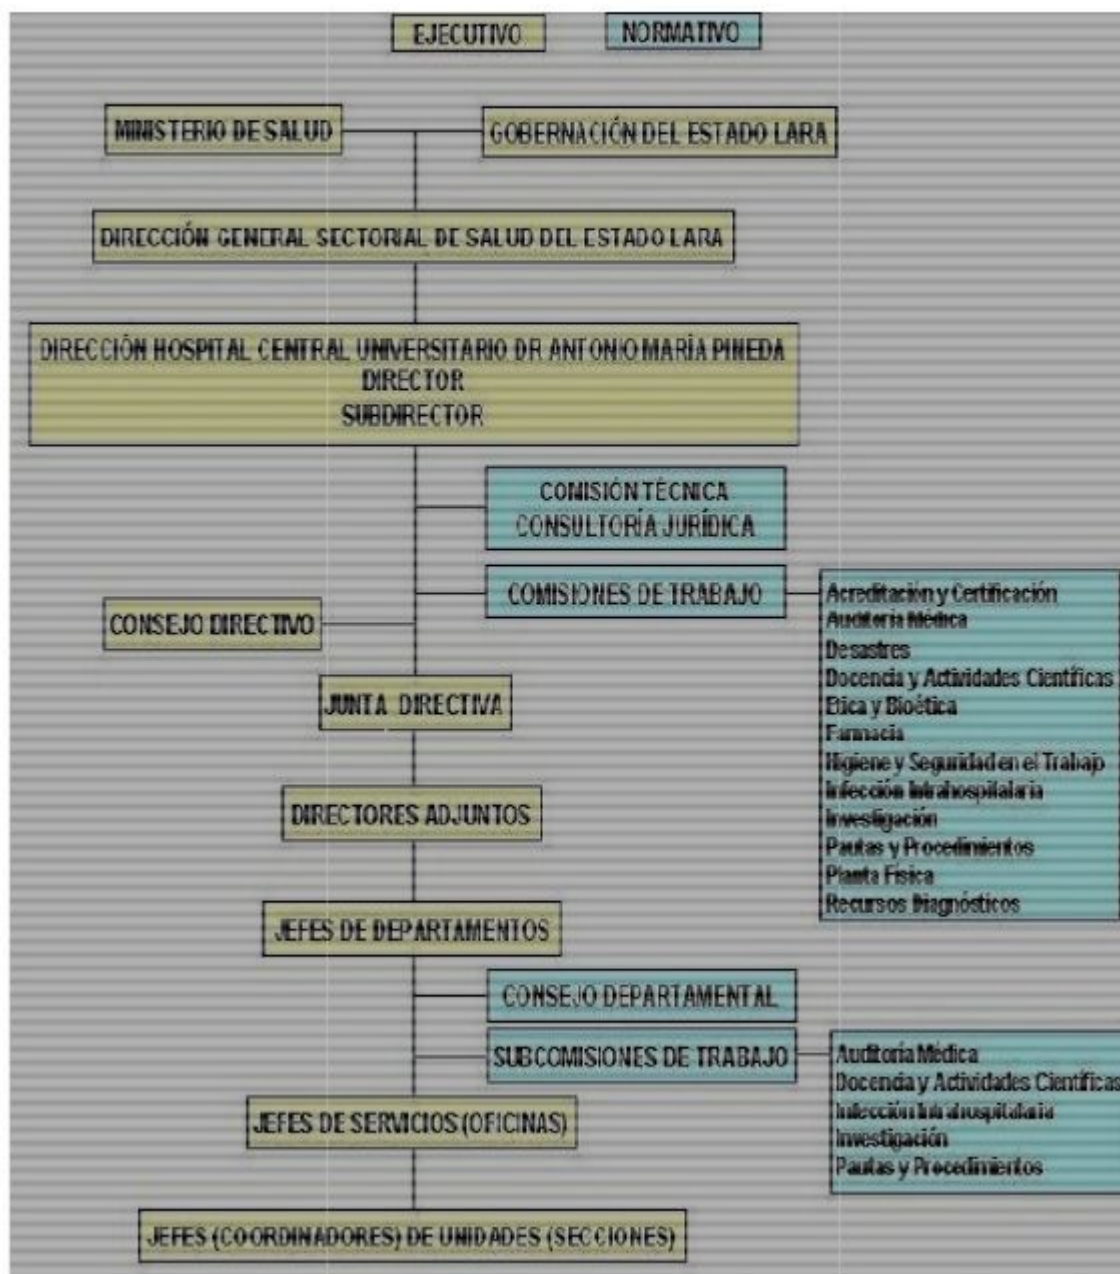 EJECUTIVO
NORMATIVO
MINISTERIO DE SALUD
GOBERNACIÓN DEL ESTADO LARA
DIRECCIÓN GENERAL SECTORIAL DE SALUD DEL ESTADO LARA
DIRECCIÓN HOSPITAL CENTRAL UNIVERSITARIO DR ANTONIO MARÍA PINEDA
DIRECTOR
SUBDIRECTOR
COMISIÓN TÉCNICA
CONSULTORÍA JURÍDICA
COMISIONES DE TRABAJO
Acreditación y Certificación
Auditoría Médica
Desastres
Docencia y Actividades Científicas
Etica y Bioética
Farmacia
Higiene y Seguridad en el Trabajo
Infección Intrahospitalaria
Investigación
Pautas y Procedimientos
Planta Física
Recursos Diagnósticos
CONSEJO DIRECTIVO
JUNTA DIRECTIVA
DIRECTORES ADJUNTOS
JEFES DE DEPARTAMENTOS
CONSEJO DEPARTAMENTAL
SUBCOMISIONES DE TRABAJO
Auditoría Médica
Docencia y Actividades Científicas
Infección Intrahospitalaria
Investigación
Pautas y Procedimientos
JEFES DE SERVICIOS (OFICINAS)
JEFES (COORDINADORES) DE UNIDADES (SECCIONES)